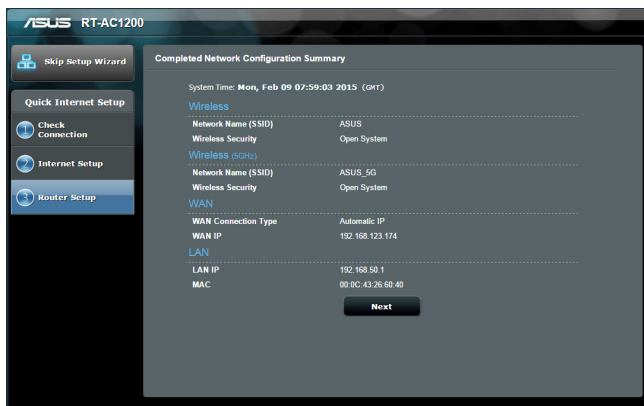 ASUS RT-AC1200
Skip Setup Wizard
Quick Internet Setup
1 Check Connection
2 Internet Setup
3 Router Setup
Completed Network Configuration Summary
System Time: Mon, Feb 09 07:59:03 2015 (GMT)
Wireless
Network Name (SSID) ASUS
Wireless Security Open System
Wireless (5GHz)
Network Name (SSID) ASUS_5G
Wireless Security Open System
WAN
WAN Connection Type Automatic IP
WAN IP 192.168.123.174
LAN
LAN IP 192.168.50.1
MAC 00:0C:43:26:60:40
Next